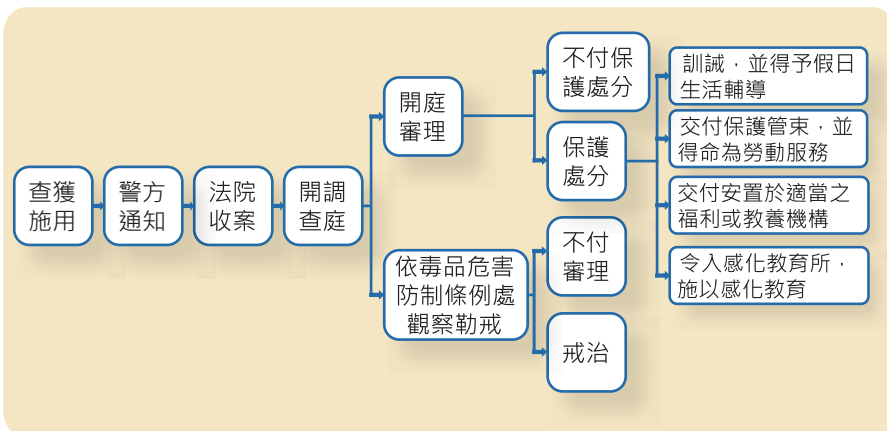 查獲
施用
警方
通知
法院
收案
開調
查庭
開庭
審理
依毒品危害
防制條例處
觀察勒戒
不付保
護處分
保護
處分
不付
審理
戒治
訓誡，並得予假日
生活輔導
交付保護管束，並
得命為勞動服務
交付安置於適當之
福利或教養機構
令入感化教育所，
施以感化教育